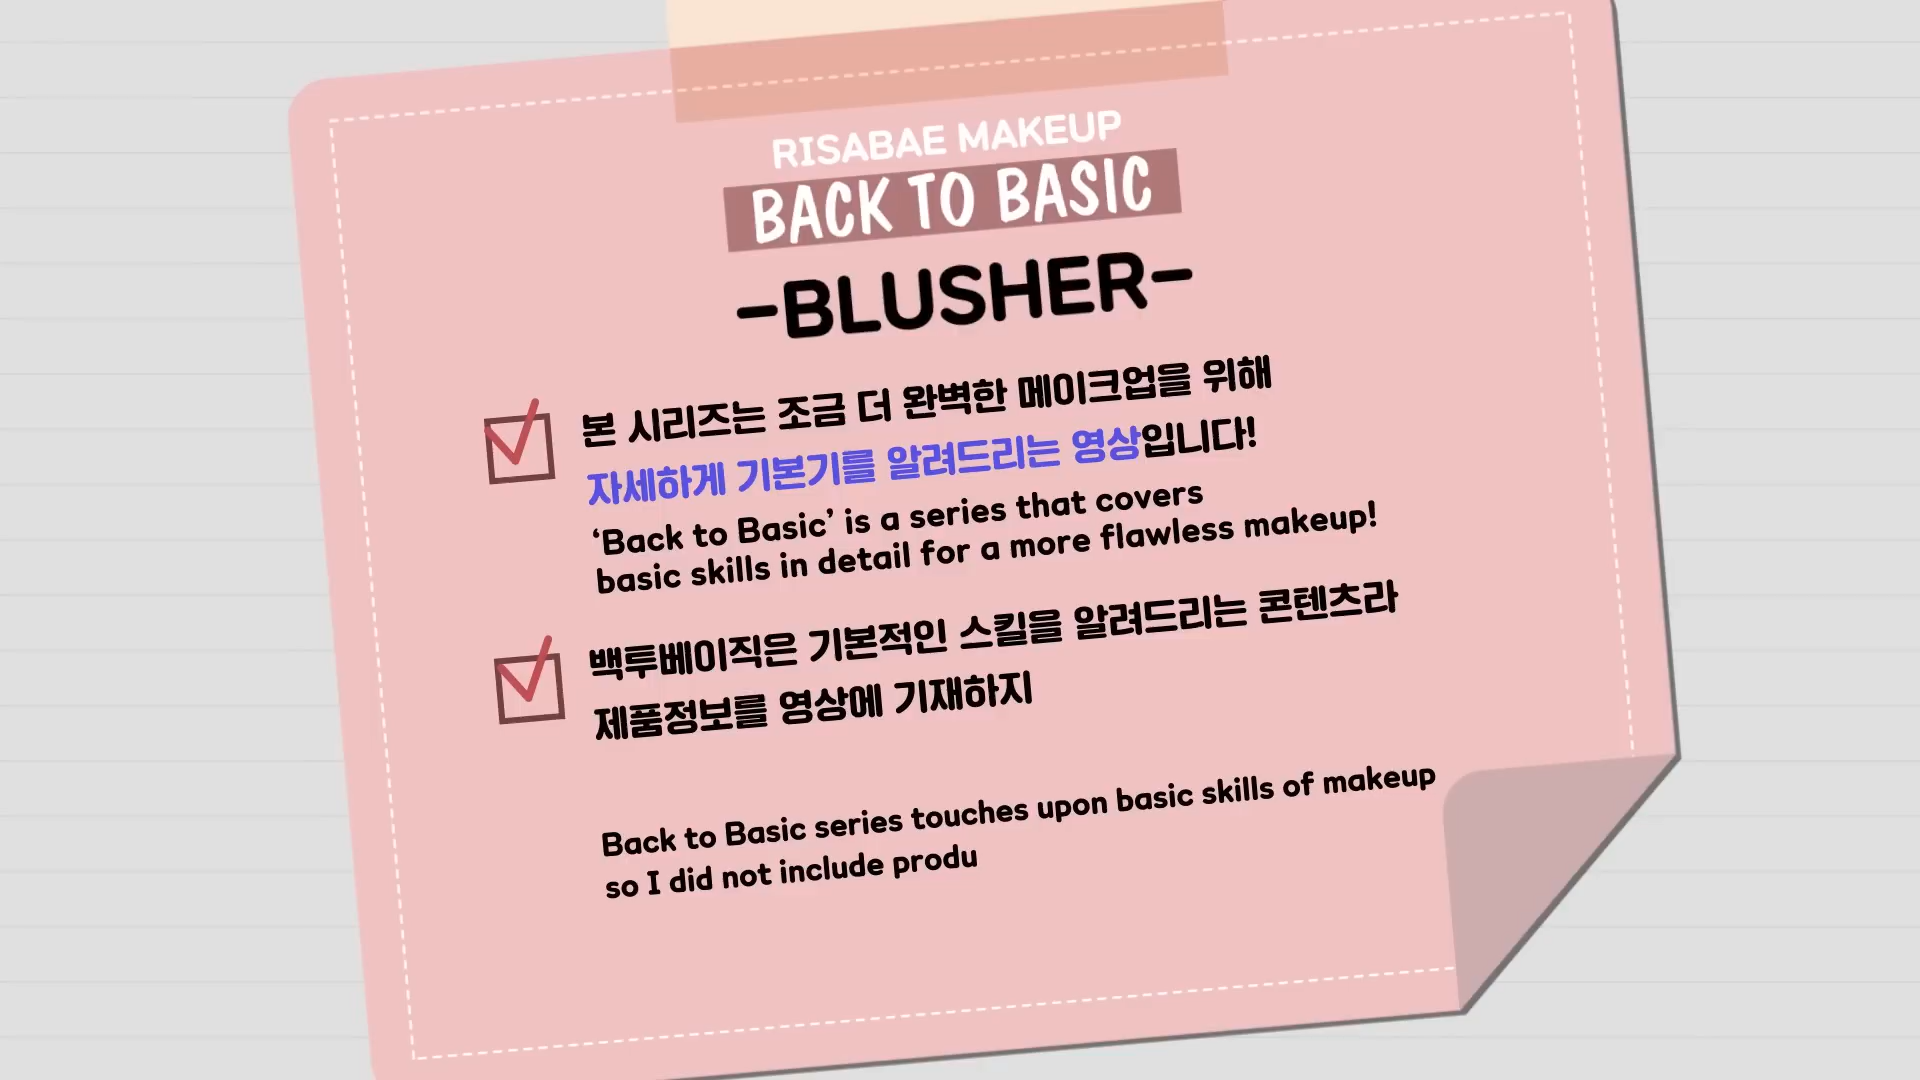 RISABAE MAKEUP
BACK TO BASIC
-BLUSHER-
본 시리즈는 조금 더 완벽한 메이크업을 위해
자세하게 기본기를 알려드리는 영상입니다!
‘Back to Basic’ is a series that covers
basic skills in detail for a more flawless makeup!
백투베이직은 기본적인 스킬을 알려드리는 콘텐츠라
제품정보를 영상에 기재하지
Back to Basic series touches upon basic skills of makeup
so I did not include produ